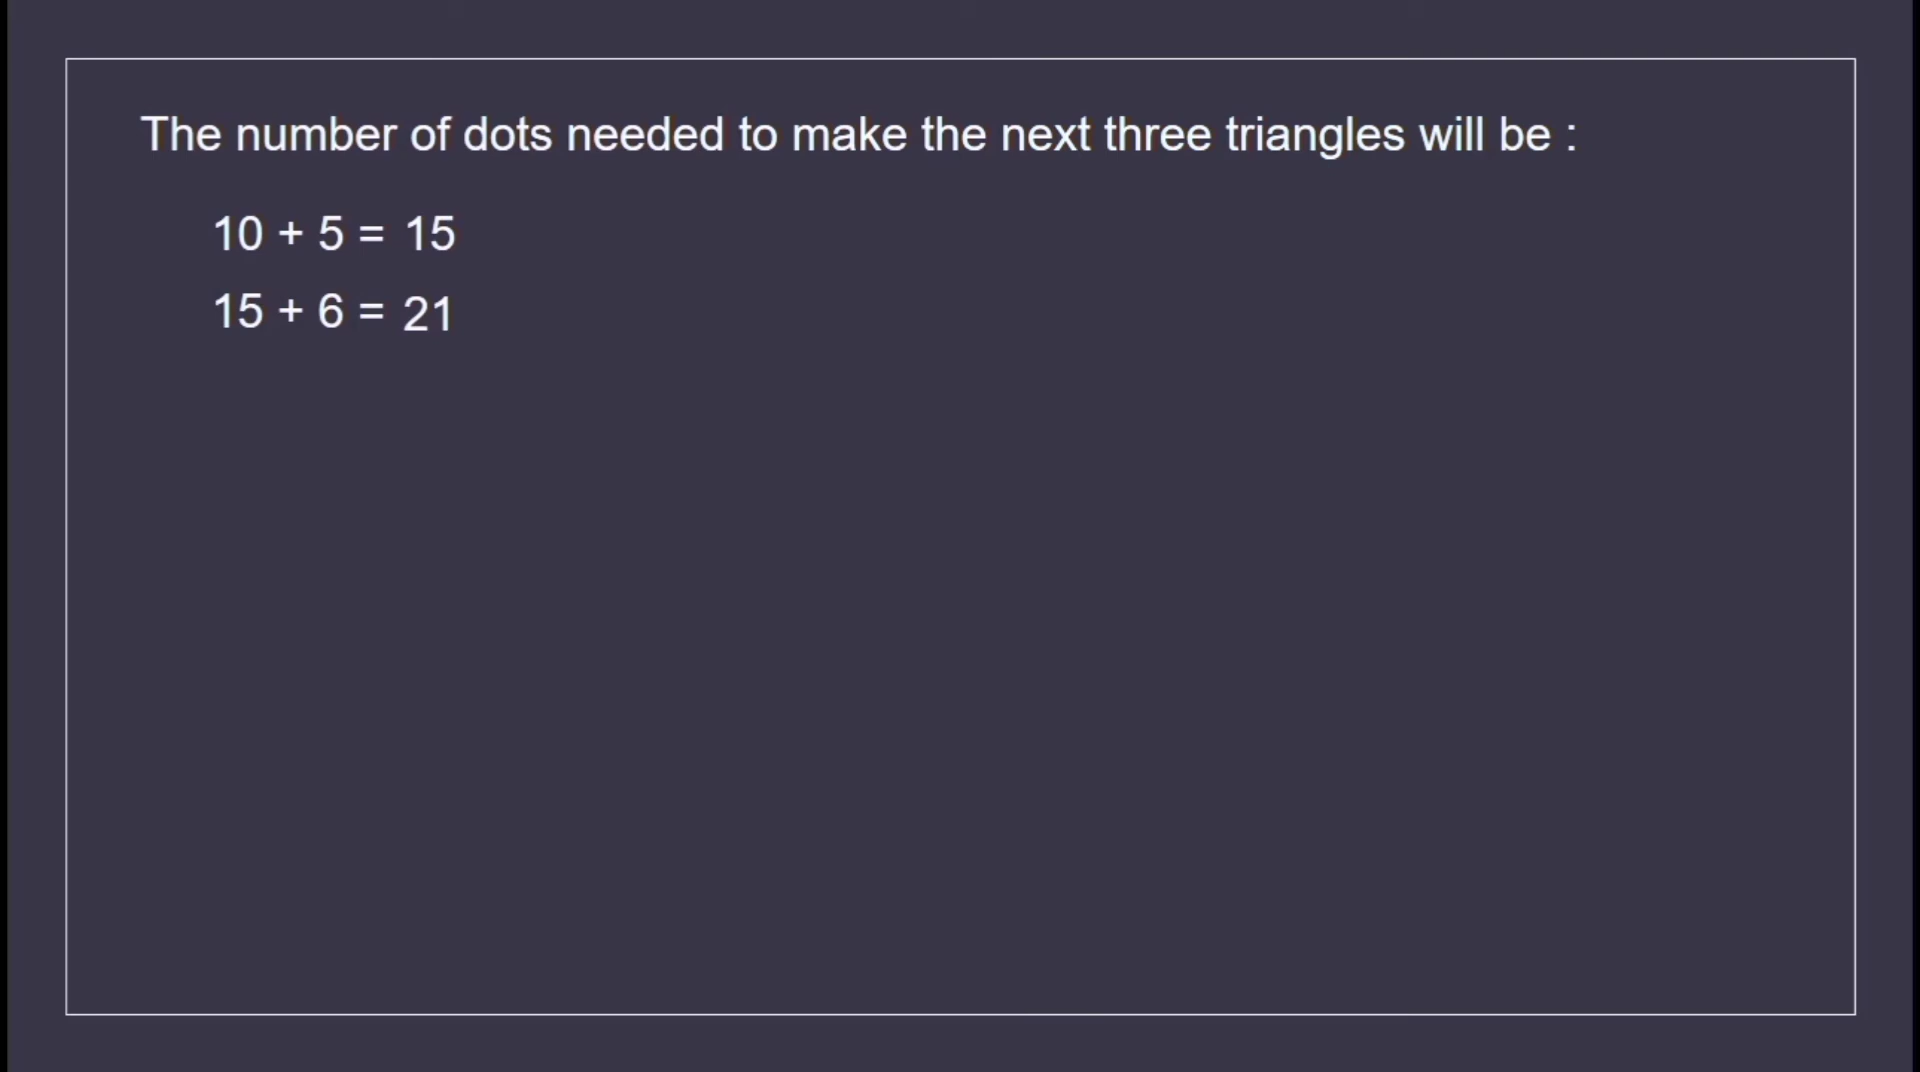 The number of dots needed to make the next three triangles will be :
10 + 5 = 15
15 + 6 = 21